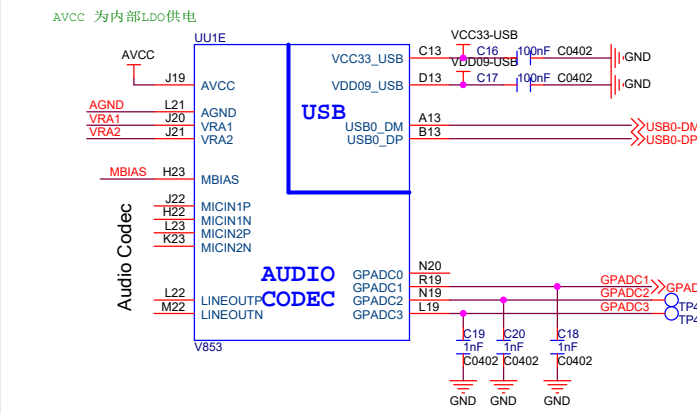 AVCC 为内部LDO供电
UU1E
AVCC
J19 AVCC
AGND L21 AGND
VRA1 J20 VRA1
VRA2 J21 VRA2
MBIAS H23 MBIAS
J22 MICIN1P
H22 MICIN1N
L23 MICIN2P
K23 MICIN2N
Audio Codec
L22 LINEOUTP
M22 LINEOUTN
V853
USB
AUDIO
CODEC
VCC33-USB
VCC33_USB C13 C16 100nF C0402 GND
VDD09-USB
VDD09_USB D13 C17 100nF C0402 GND
USB0_DM A13 USB0-DM
USB0_DP B13 USB0-DP
GPADC0 N20
GPADC1 R19 GPADC1 GPAD
GPADC2 N19 GPADC2 TP4
GPADC3 L19 GPADC3 TP4
C19 C20 C18
1nF 1nF 1nF
C0402 C0402 C0402
GND GND GND